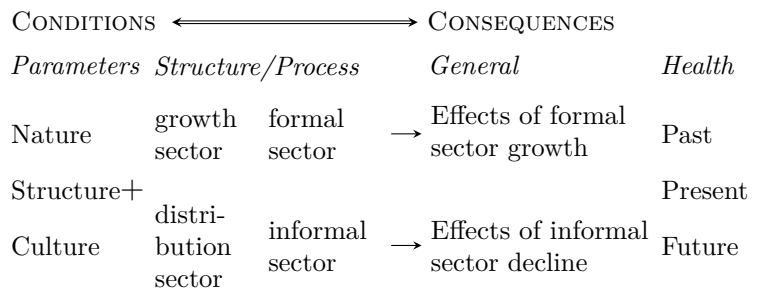 CONDITIONS ⟷ CONSEQUENCES
Parameters Structure/Process General Health
growth formal Effects of formal
Nature → Past
sector sector sector growth
Structure+ Present
distri-
informal Effects of informal
Culture bution → Future
sector sector decline
sector